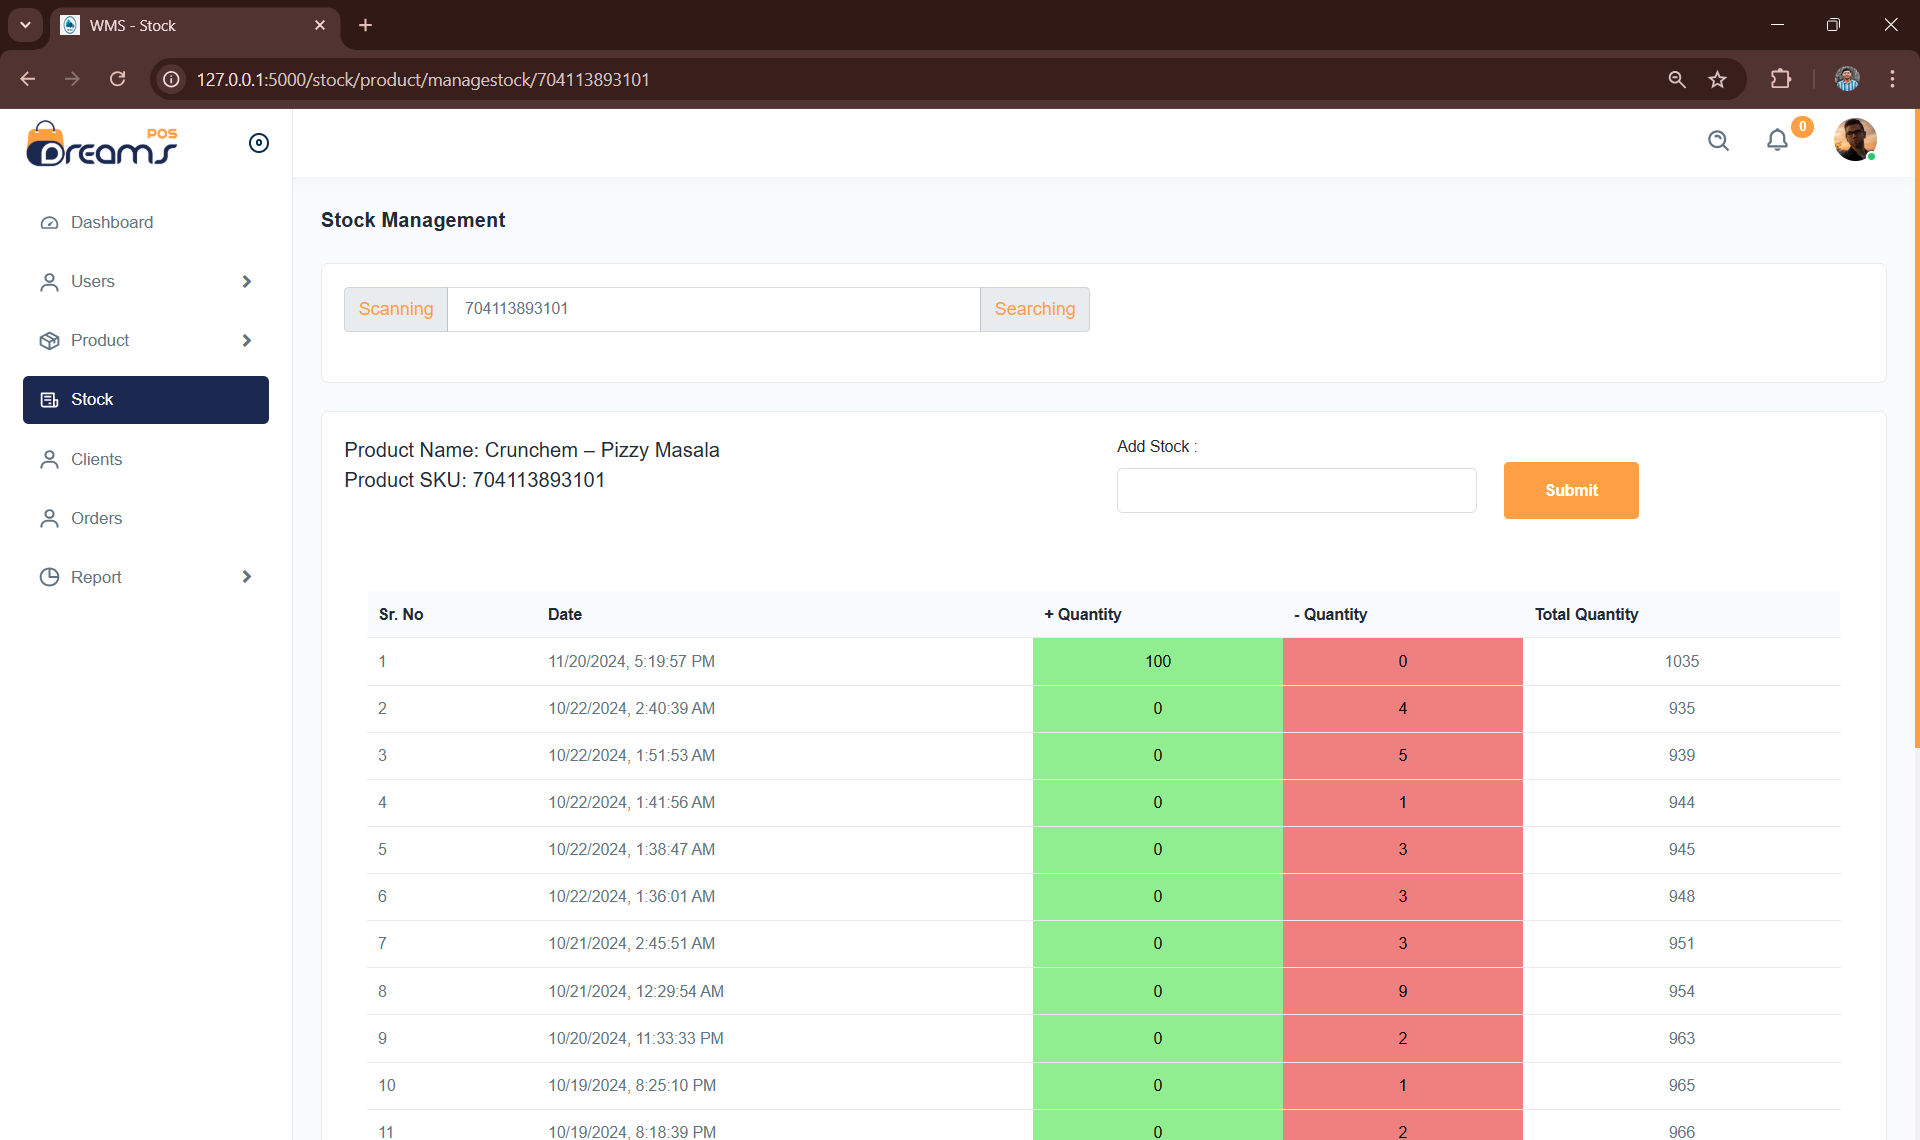 WMS - Stock
127.0.0.1:5000/stock/product/managestock/704113893101
DreamS POS
0
Dashboard
Users
Product
Stock
Clients
Orders
Report
Stock Management
Scanning 704113893101 Searching
Product Name: Crunchem – Pizzy Masala
Product SKU: 704113893101
Add Stock :
Submit
Sr. No Date + Quantity - Quantity Total Quantity
1 11/20/2024, 5:19:57 PM 100 0 1035
2 10/22/2024, 2:40:39 AM 0 4 935
3 10/22/2024, 1:51:53 AM 0 5 939
4 10/22/2024, 1:41:56 AM 0 1 944
5 10/22/2024, 1:38:47 AM 0 3 945
6 10/22/2024, 1:36:01 AM 0 3 948
7 10/21/2024, 2:45:51 AM 0 3 951
8 10/21/2024, 12:29:54 AM 0 9 954
9 10/20/2024, 11:33:33 PM 0 2 963
10 10/19/2024, 8:25:10 PM 0 1 965
11 10/19/2024, 8:18:39 PM 0 2 966